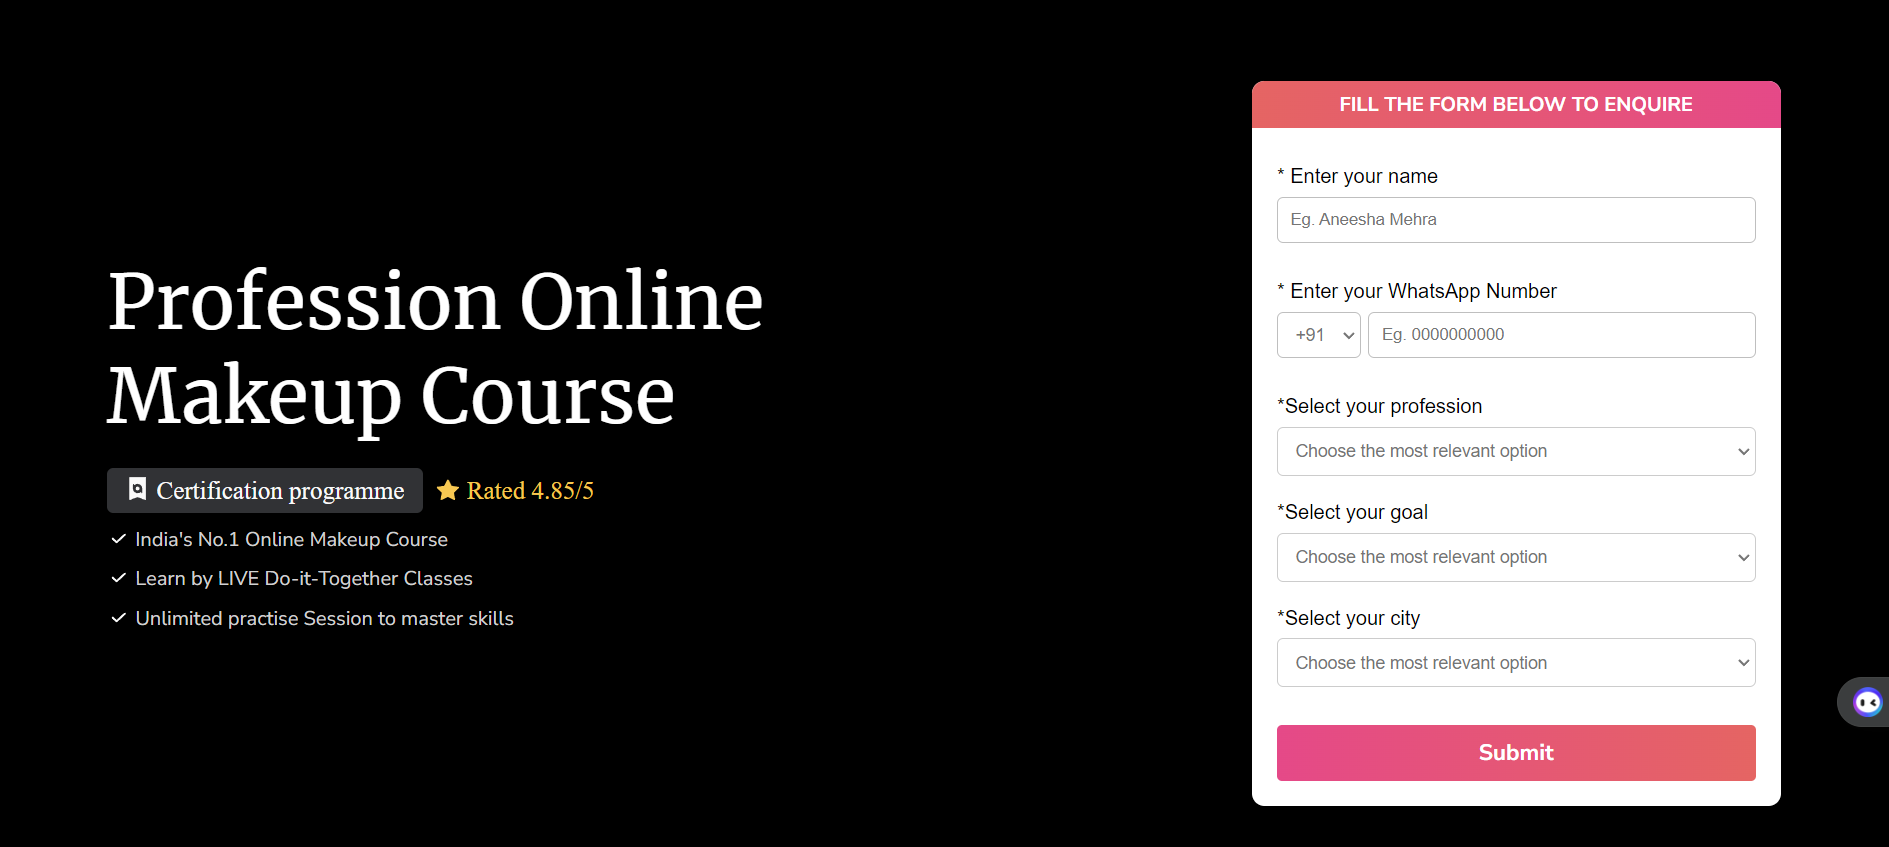 Profession Online
Makeup Course
Certification programme
Rated 4.85/5
India's No.1 Online Makeup Course
Learn by LIVE Do-it-Together Classes
Unlimited practise Session to master skills
FILL THE FORM BELOW TO ENQUIRE
* Enter your name
Eg. Aneesha Mehra
* Enter your WhatsApp Number
+91
Eg. 0000000000
*Select your profession
Choose the most relevant option
*Select your goal
Choose the most relevant option
*Select your city
Choose the most relevant option
Submit